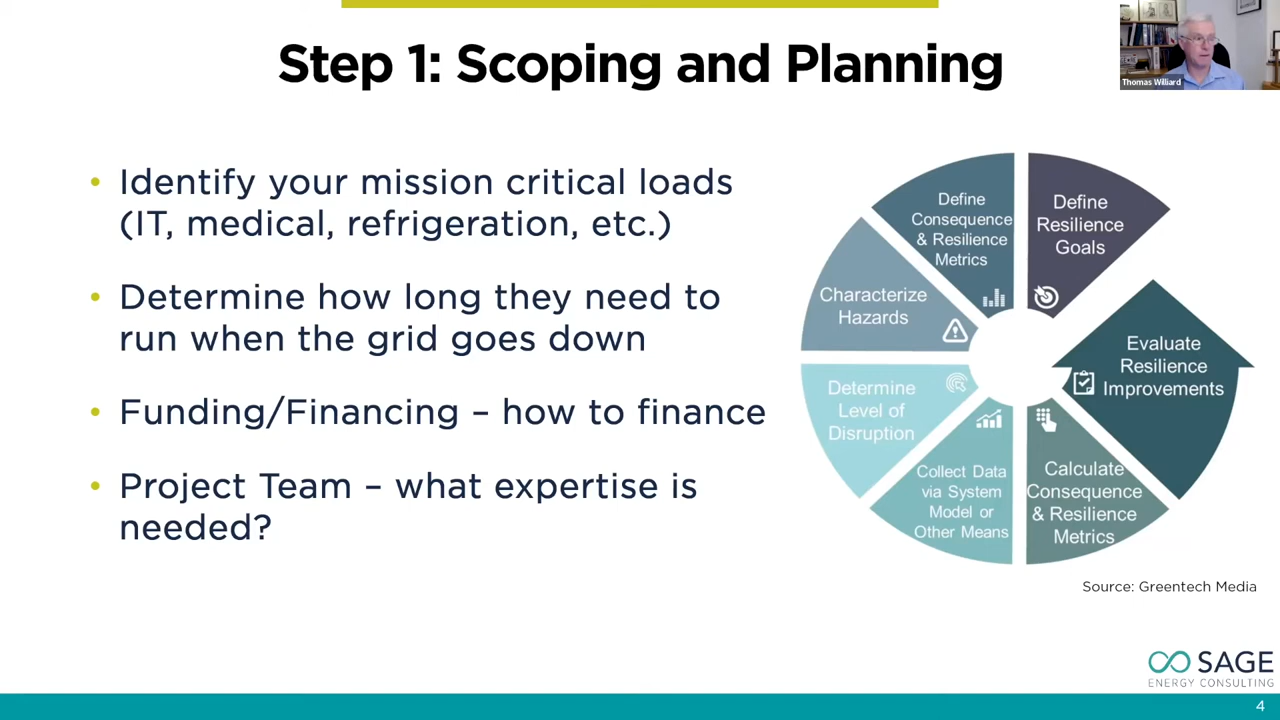 Step 1: Scoping and Planning
Thomas Williard
• Identify your mission critical loads
(IT, medical, refrigeration, etc.)
• Determine how long they need to
run when the grid goes down
• Funding/Financing – how to finance
• Project Team – what expertise is
needed?
Define
Resilience
Goals
Define
Consequence
& Resilience
Metrics
Characterize
Hazards
Determine
Level of
Disruption
Collect Data
via System
Model or
Other Means
Calculate
Consequence
& Resilience
Metrics
Evaluate
Resilience
Improvements
Source: Greentech Media
SAGE
ENERGY CONSULTING
4